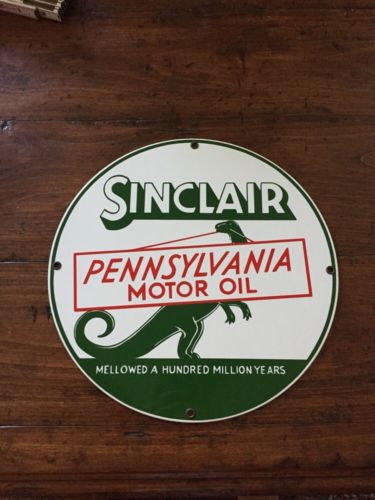 SINCLAIR
PENNSYLVANIA
MOTOR OIL
MELLOWED A HUNDRED MILLION YEARS